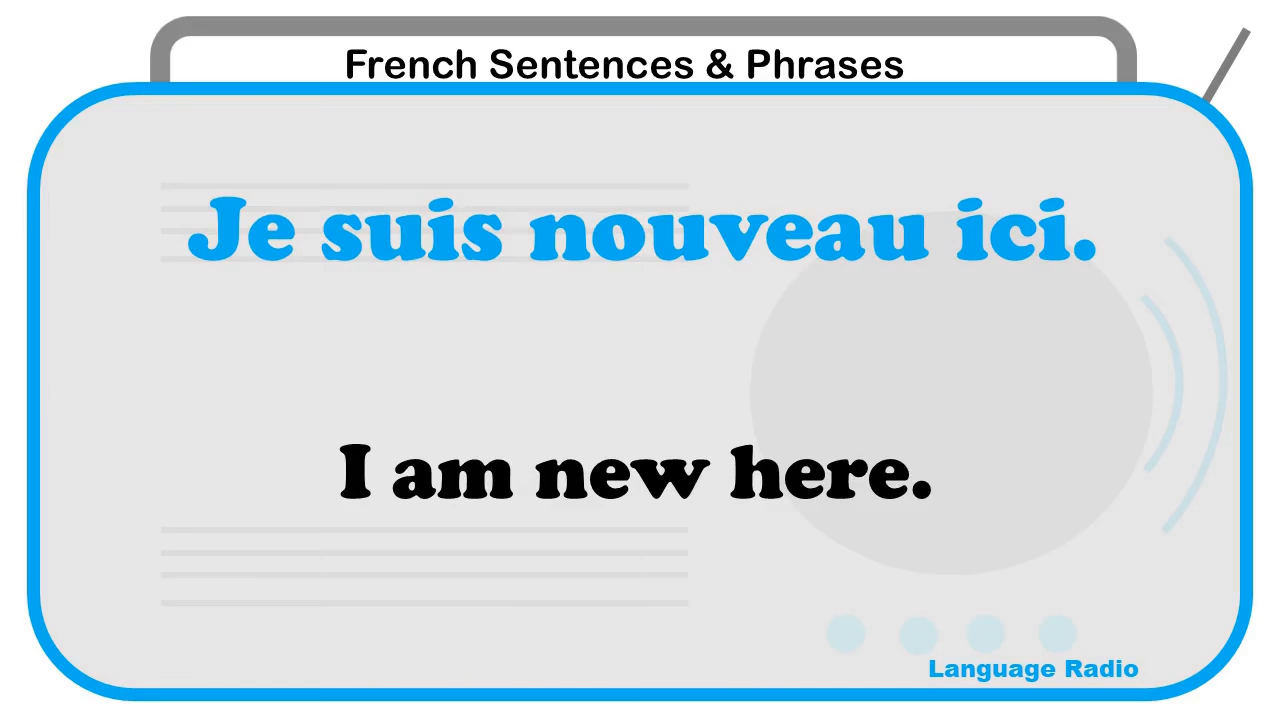 French Sentences & Phrases
Je suis nouveau ici.
I am new here.
Language Radio